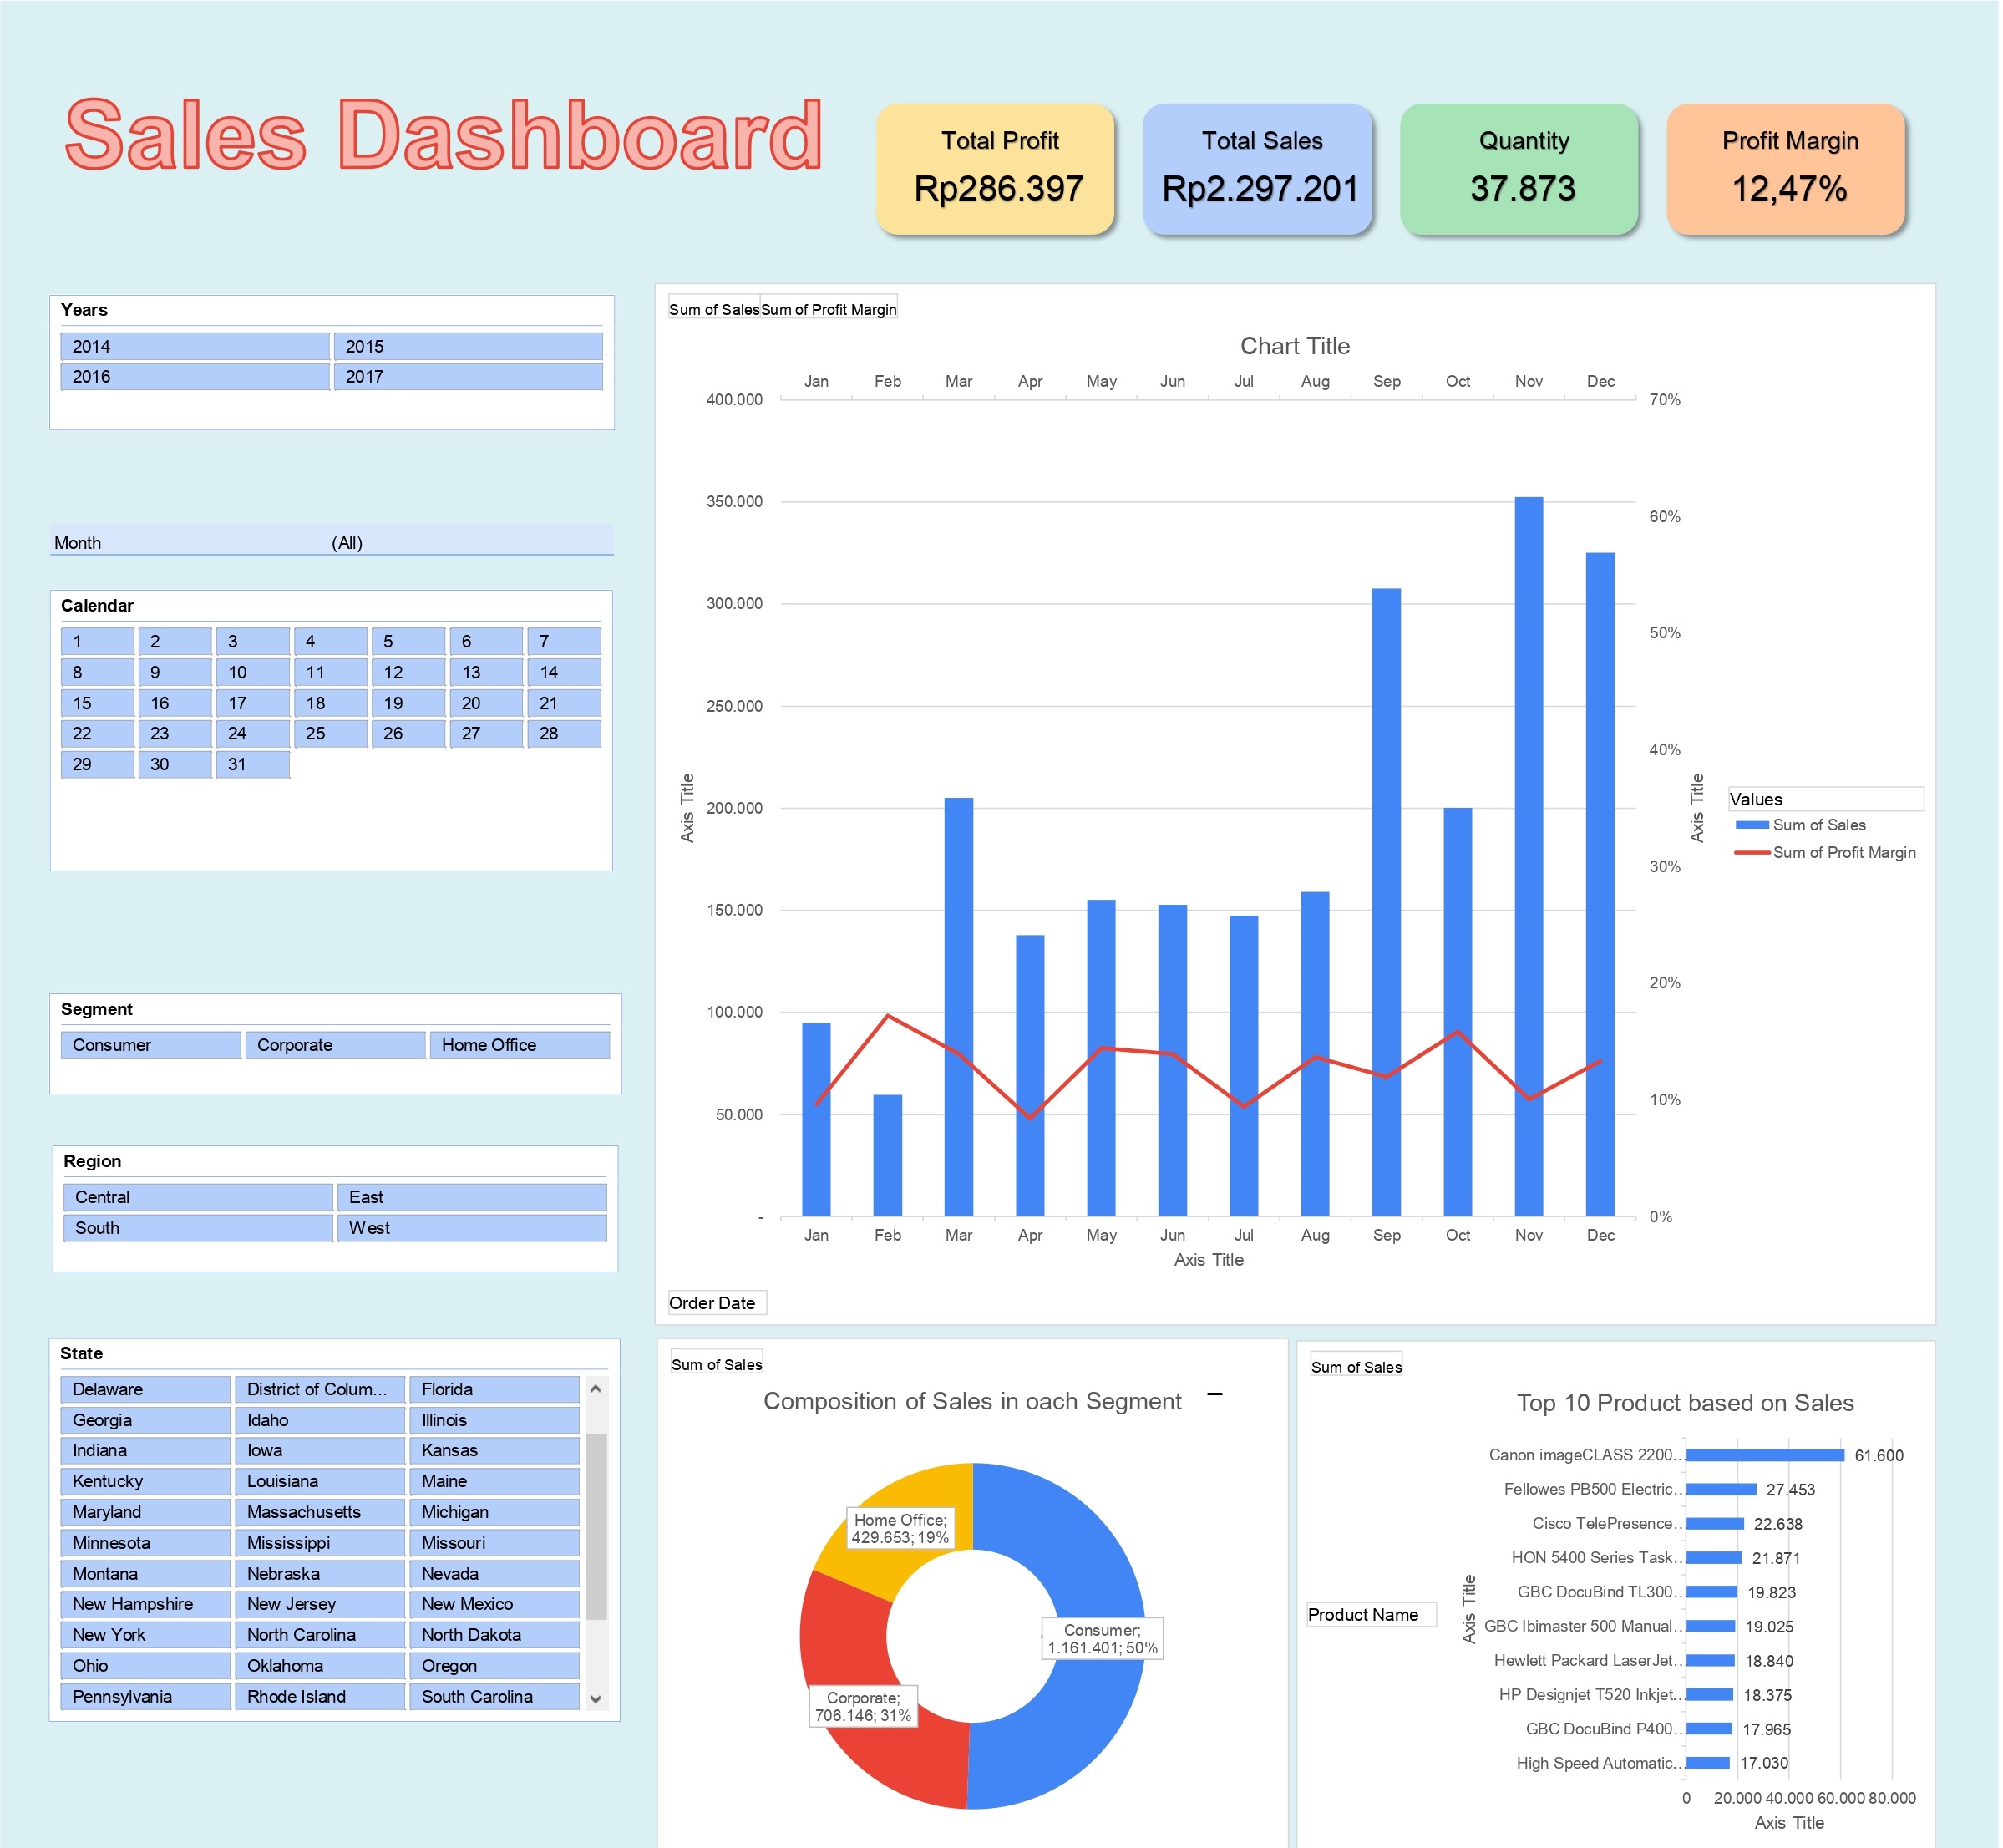 Sales Dashboard
Total Profit
Rp286.397
Total Sales
Rp2.297.201
Quantity
37.873
Profit Margin
12,47%
Years
2014 2015
2016 2017
Month (All)
Calendar
1 2 3 4 5 6 7
8 9 10 11 12 13 14
15 16 17 18 19 20 21
22 23 24 25 26 27 28
29 30 31
Segment
Consumer Corporate Home Office
Region
Central East
South West
State
Delaware District of Colum... Florida
Georgia Idaho Illinois
Indiana Iowa Kansas
Kentucky Louisiana Maine
Maryland Massachusetts Michigan
Minnesota Mississippi Missouri
Montana Nebraska Nevada
New Hampshire New Jersey New Mexico
New York North Carolina North Dakota
Ohio Oklahoma Oregon
Pennsylvania Rhode Island South Carolina
Sum of Sales Sum of Profit Margin
Chart Title
Jan Feb Mar Apr May Jun Jul Aug Sep Oct Nov Dec
400.000
350.000
300.000
250.000
200.000
150.000
100.000
50.000
-
Axis Title
70%
60%
50%
40%
30%
20%
10%
0%
Axis Title
Values
Sum of Sales
Sum of Profit Margin
Jan Feb Mar Apr May Jun Jul Aug Sep Oct Nov Dec
Axis Title
Order Date
Sum of Sales
Composition of Sales in oach Segment
Home Office;
429.653; 19%
Consumer;
1.161.401; 50%
Corporate;
706.146; 31%
Sum of Sales
Top 10 Product based on Sales
Product Name
Axis Title
Canon imageCLASS 2200... 61.600
Fellowes PB500 Electric... 27.453
Cisco TelePresence... 22.638
HON 5400 Series Task... 21.871
GBC DocuBind TL300... 19.823
GBC Ibimaster 500 Manual... 19.025
Hewlett Packard LaserJet... 18.840
HP Designjet T520 Inkjet... 18.375
GBC DocuBind P400... 17.965
High Speed Automatic... 17.030
0 20.000 40.000 60.000 80.000
Axis Title